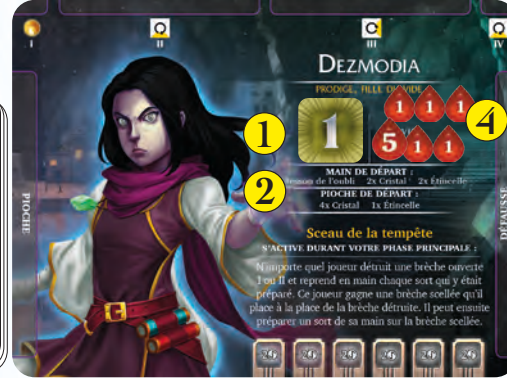 I
II
III
IV
DEZMODIA
PRODIGE, FILLE DU VIDE
1
1 1 1
5 1 1
1
2
4
MAIN DE DÉPART :
de l'oubli 2x Cristal 2x Étincelle
PIOCHE DE DÉPART :
4x Cristal 1x Étincelle
PIOCHE
DÉFAUSSE
Sceau de la tempête
S'ACTIVE DURANT VOTRE PHASE PRINCIPALE :
N'importe quel joueur détruit une brèche ouverte
I ou II et reprend en main chaque sort qui y était
préparé. Ce joueur gagne une brèche scellée qu'il
place à la place de la brèche détruite. Il peut ensuite
préparer un sort de sa main sur la brèche scellée.